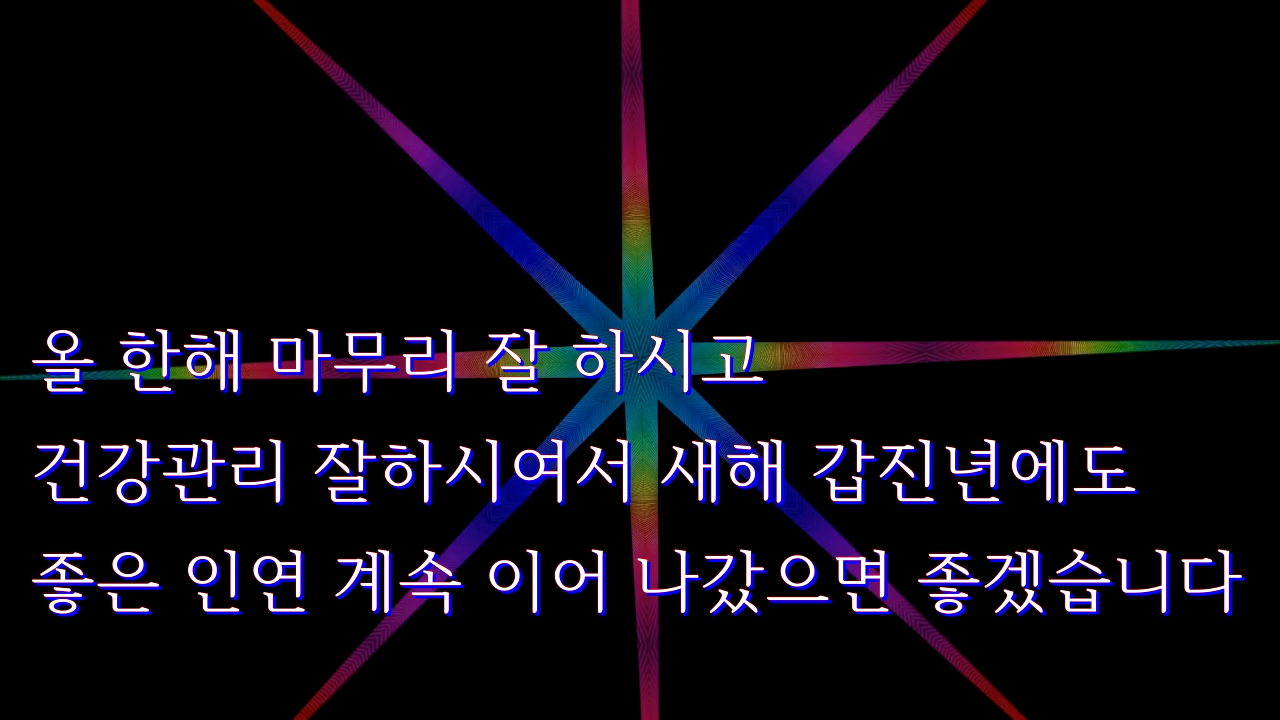 올 한해 마무리 잘 하시고
건강관리 잘하시여서 새해 갑진년에도
좋은 인연 계속 이어 나갔으면 좋겠습니다